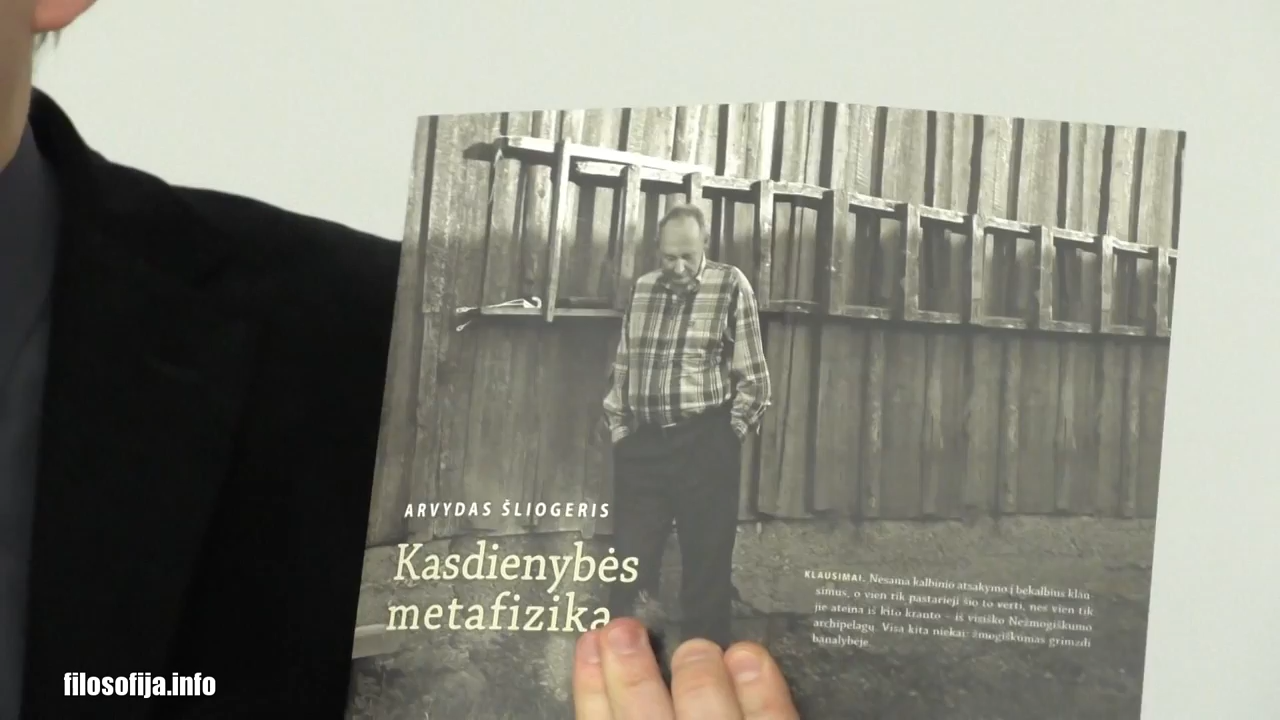 ARVYDAS ŠLIOGERIS
Kasdienybės
metafizika
KLAUSIMAI. Nesama kalbinio atsakymo į bekalbius klau
simus, o vien tik pastarieji šio to verti, nes vien tik
jie ateina iš kito kranto – iš visiško Nežmogiškumo
archipelagų. Visa kita niekai: žmogiškumas grimzdi
banalybėje.
filosofija.info